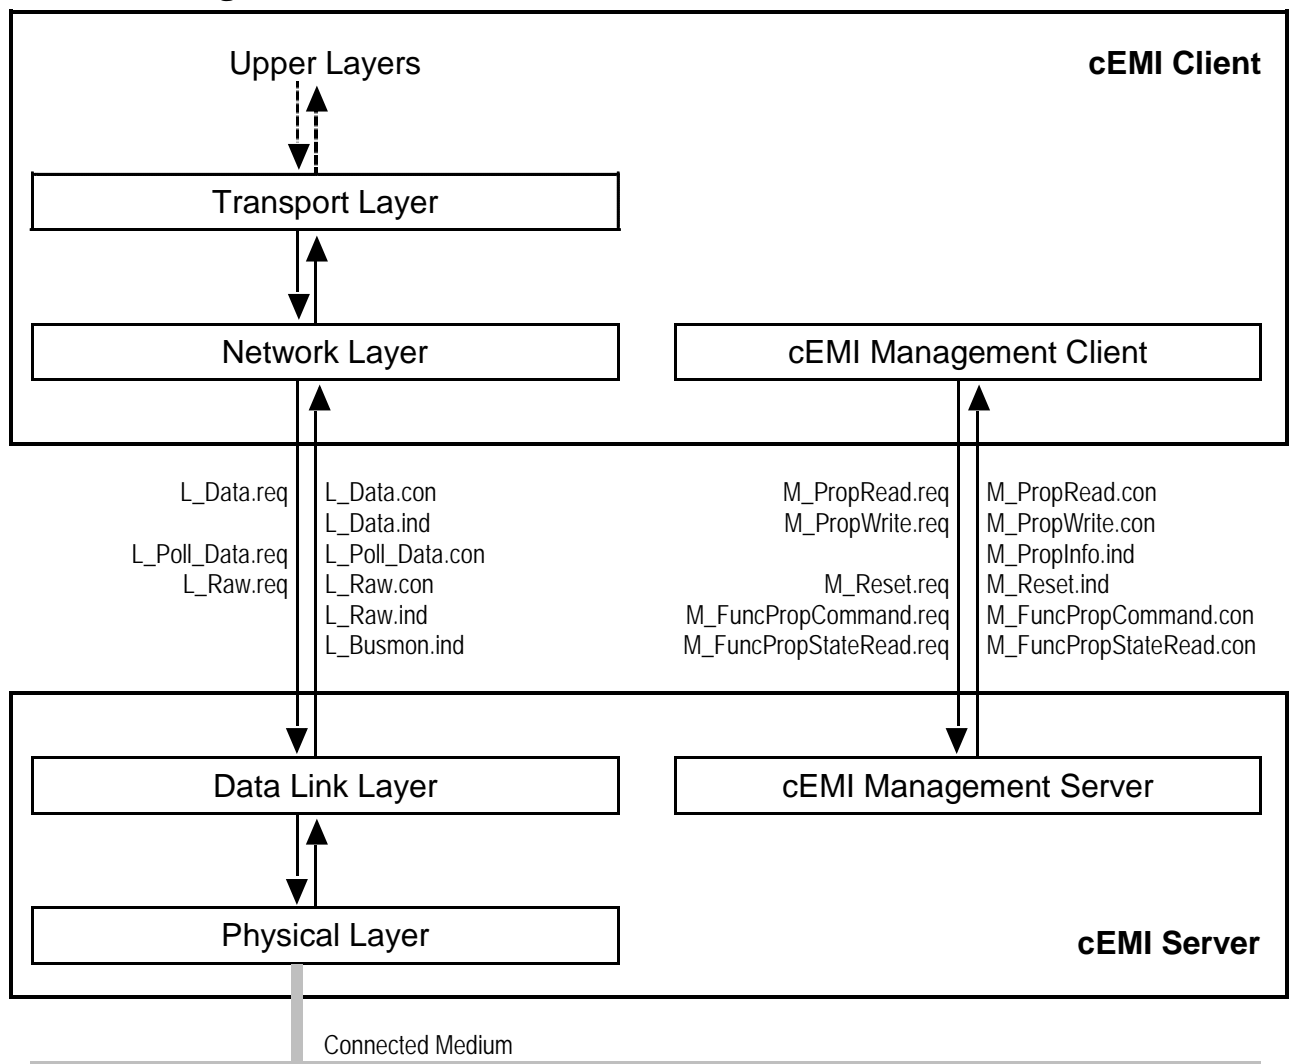 Upper Layers
cEMI Client
Transport Layer
Network Layer
cEMI Management Client
L_Data.req
L_Poll_Data.req
L_Raw.req
L_Data.con
L_Data.ind
L_Poll_Data.con
L_Raw.con
L_Raw.ind
L_Busmon.ind
M_PropRead.req
M_PropWrite.req
M_Reset.req
M_FuncPropCommand.req
M_FuncPropStateRead.req
M_PropRead.con
M_PropWrite.con
M_PropInfo.ind
M_Reset.ind
M_FuncPropCommand.con
M_FuncPropStateRead.con
Data Link Layer
cEMI Management Server
Physical Layer
cEMI Server
Connected Medium